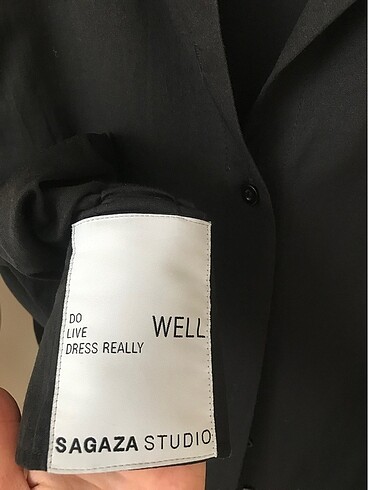 DO
LIVE WELL
DRESS REALLY
SAGAZA STUDIO